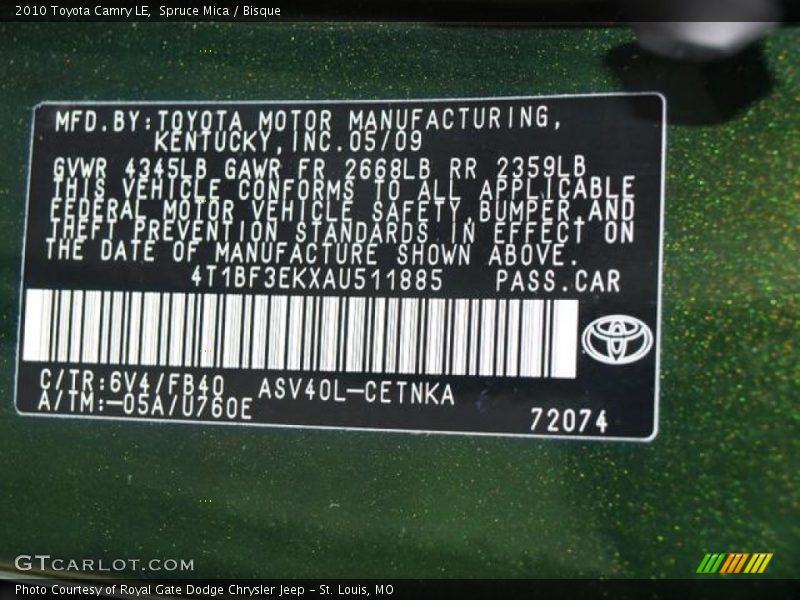 2010 Toyota Camry LE, Spruce Mica / Bisque
MFD.BY:TOYOTA MOTOR MANUFACTURING,
KENTUCKY,INC.05/09
GVWR 4345LB GAWR FR 2668LB RR 2359LB
THIS VEHICLE CONFORMS TO ALL APPLICABLE
FEDERAL MOTOR VEHICLE SAFETY,BUMPER,AND
THEFT PREVENTION STANDARDS IN EFFECT ON
THE DATE OF MANUFACTURE SHOWN ABOVE.
4T1BF3EKXAU511885 PASS.CAR
C/TR:6V4/FB40 ASV40L-CETNKA
A/TM:-05A/U760E
72074
GTCARLOT.COM
Photo Courtesy of Royal Gate Dodge Chrysler Jeep - St. Louis, MO